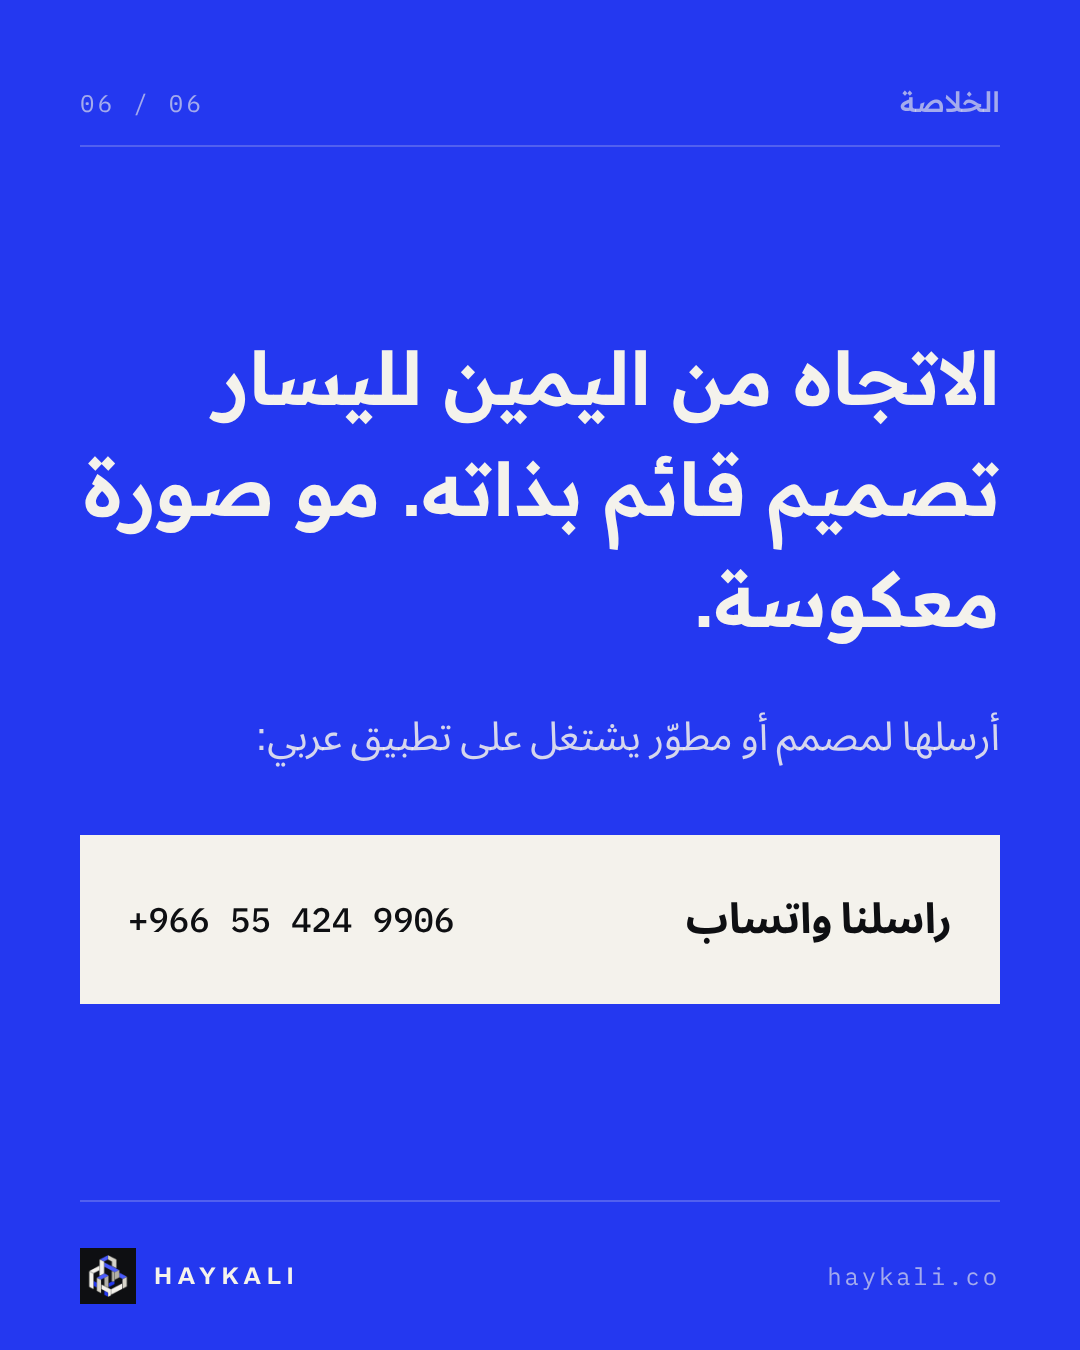 الخلاصة
06 / 06
الاتجاه من اليمين لليسار
تصميم قائم بذاته. مو صورة
معكوسة.
أرسلها لمصمم أو مطوّر يشتغل على تطبيق عربي:
راسلنا واتساب
+966 55 424 9906
HAYKALI
haykali.co